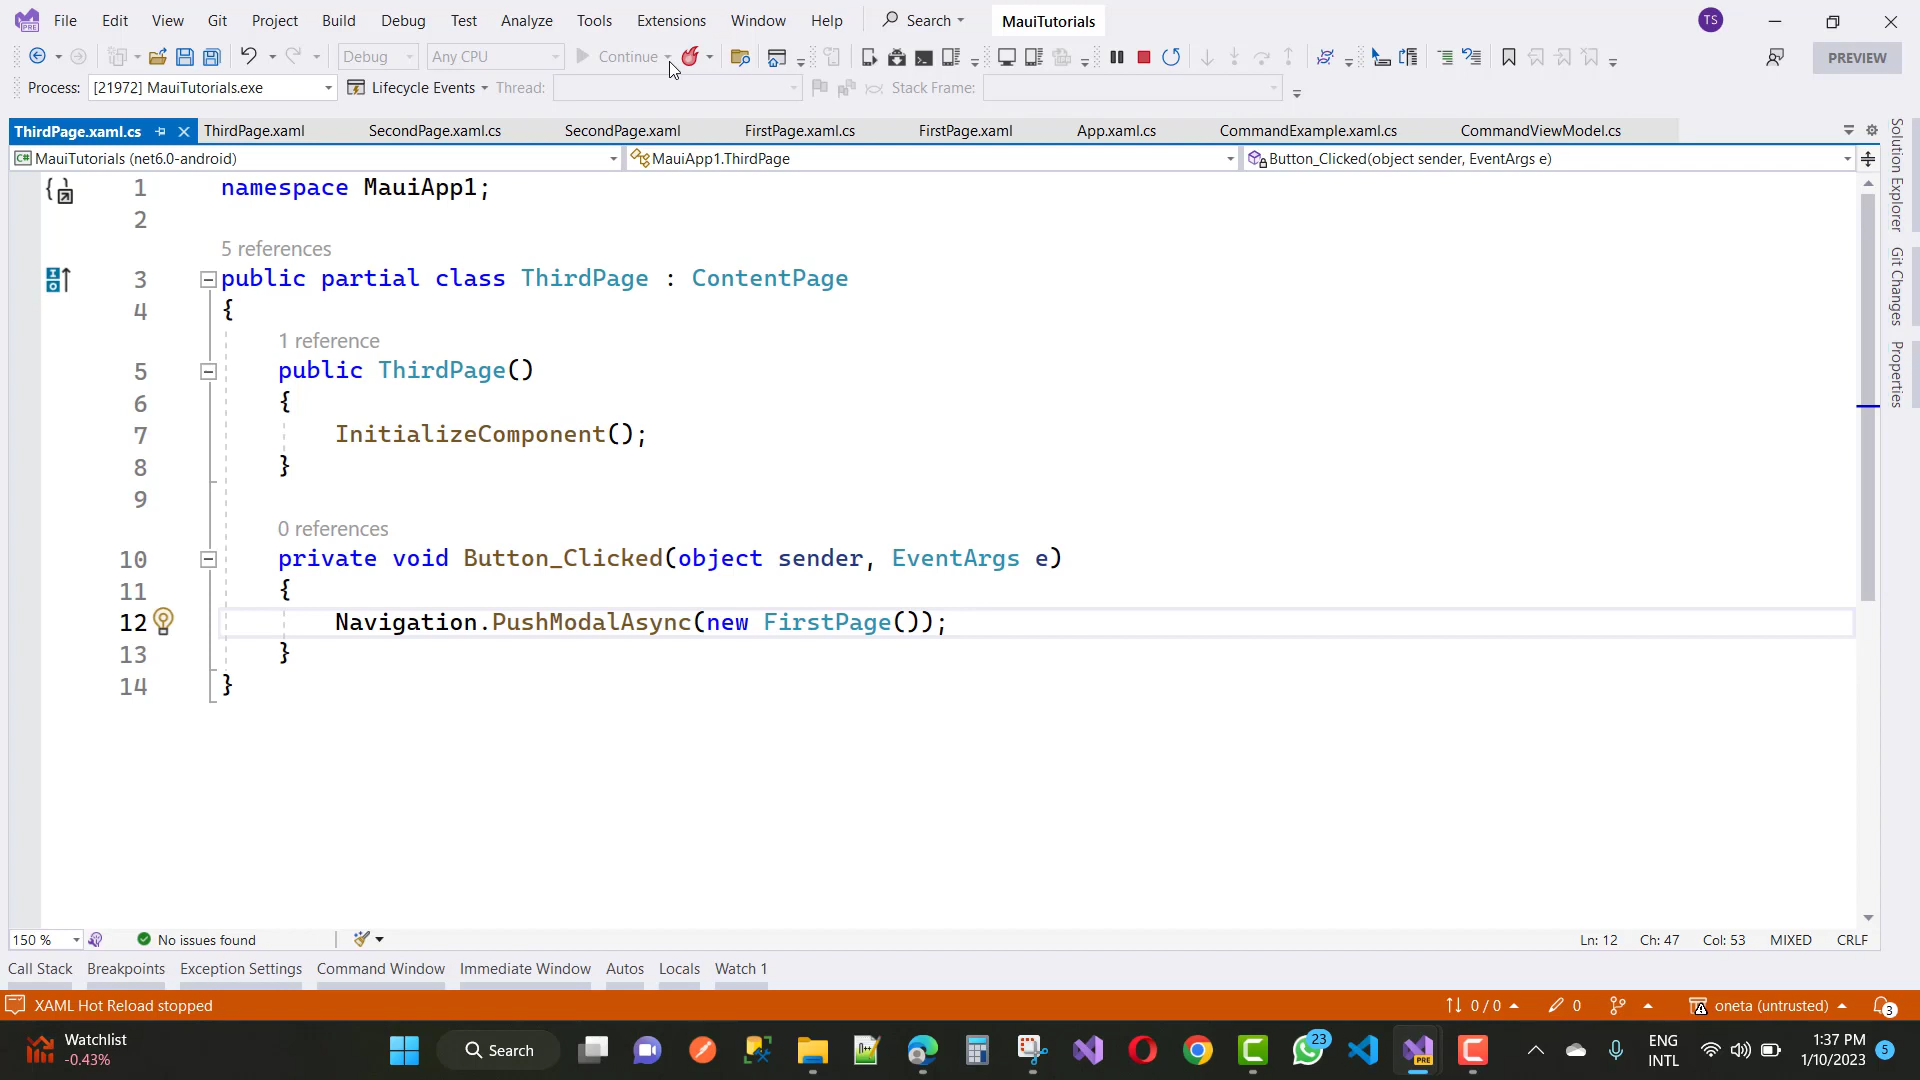 File Edit View Git Project Build Debug Test Analyze Tools Extensions Window Help Search MauiTutorials TS
Debug Any CPU Continue PREVIEW
Process: [21972] MauiTutorials.exe Lifecycle Events Thread: Stack Frame:
ThirdPage.xaml.cs ThirdPage.xaml SecondPage.xaml.cs SecondPage.xaml FirstPage.xaml.cs FirstPage.xaml App.xaml.cs CommandExample.xaml.cs CommandViewModel.cs
MauiTutorials (net6.0-android) MauiApp1.ThirdPage Button_Clicked(object sender, EventArgs e)
1 namespace MauiApp1;
2
5 references
3 public partial class ThirdPage : ContentPage
4 {
1 reference
5 public ThirdPage()
6 {
7 InitializeComponent();
8 }
9
0 references
10 private void Button_Clicked(object sender, EventArgs e)
11 {
12 Navigation.PushModalAsync(new FirstPage());
13 }
14 }
Solution Explorer
Git Changes
Properties
150 % No issues found Ln: 12 Ch: 47 Col: 53 MIXED CRLF
Call Stack Breakpoints Exception Settings Command Window Immediate Window Autos Locals Watch 1
XAML Hot Reload stopped 0 / 0 0 oneta (untrusted) 3
Watchlist
-0.43%
Search
23
PRE
ENG
INTL
1:37 PM
1/10/2023
5